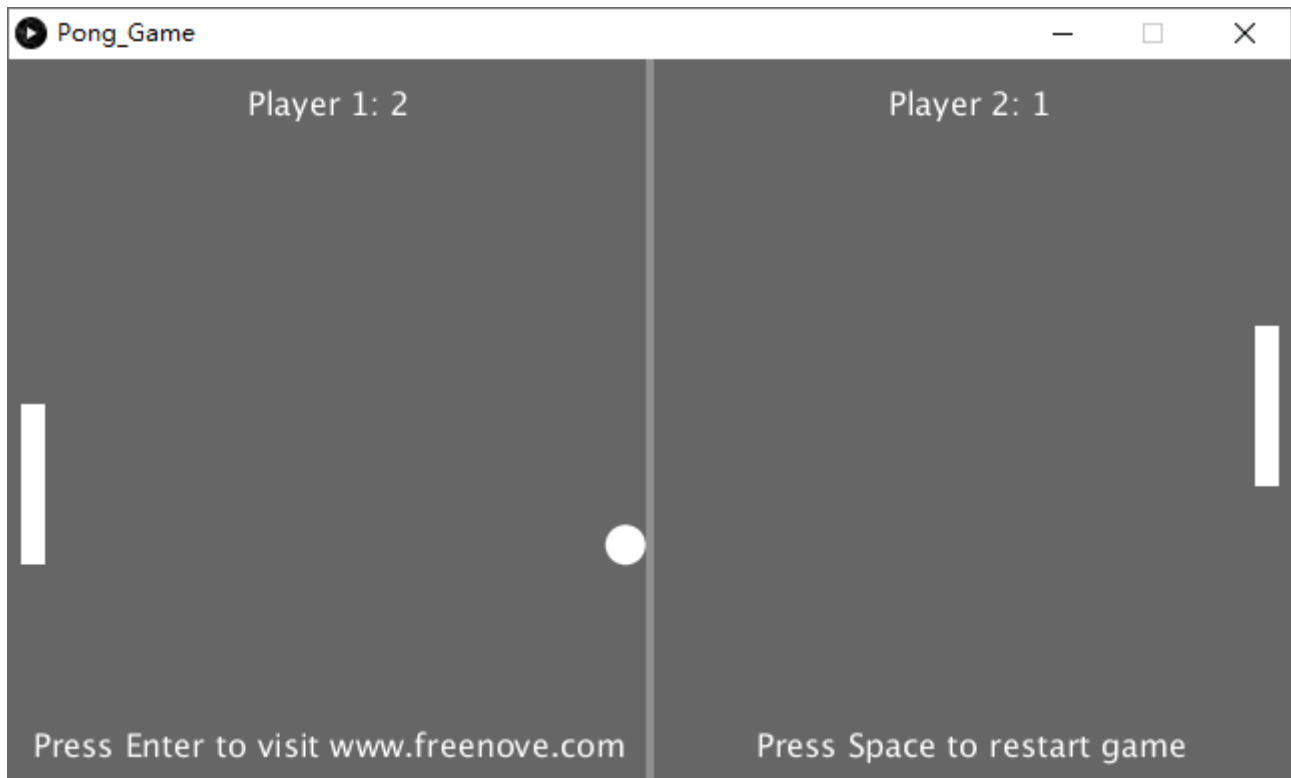 Pong_Game
Player 1: 2
Player 2: 1
Press Enter to visit www.freenove.com
Press Space to restart game